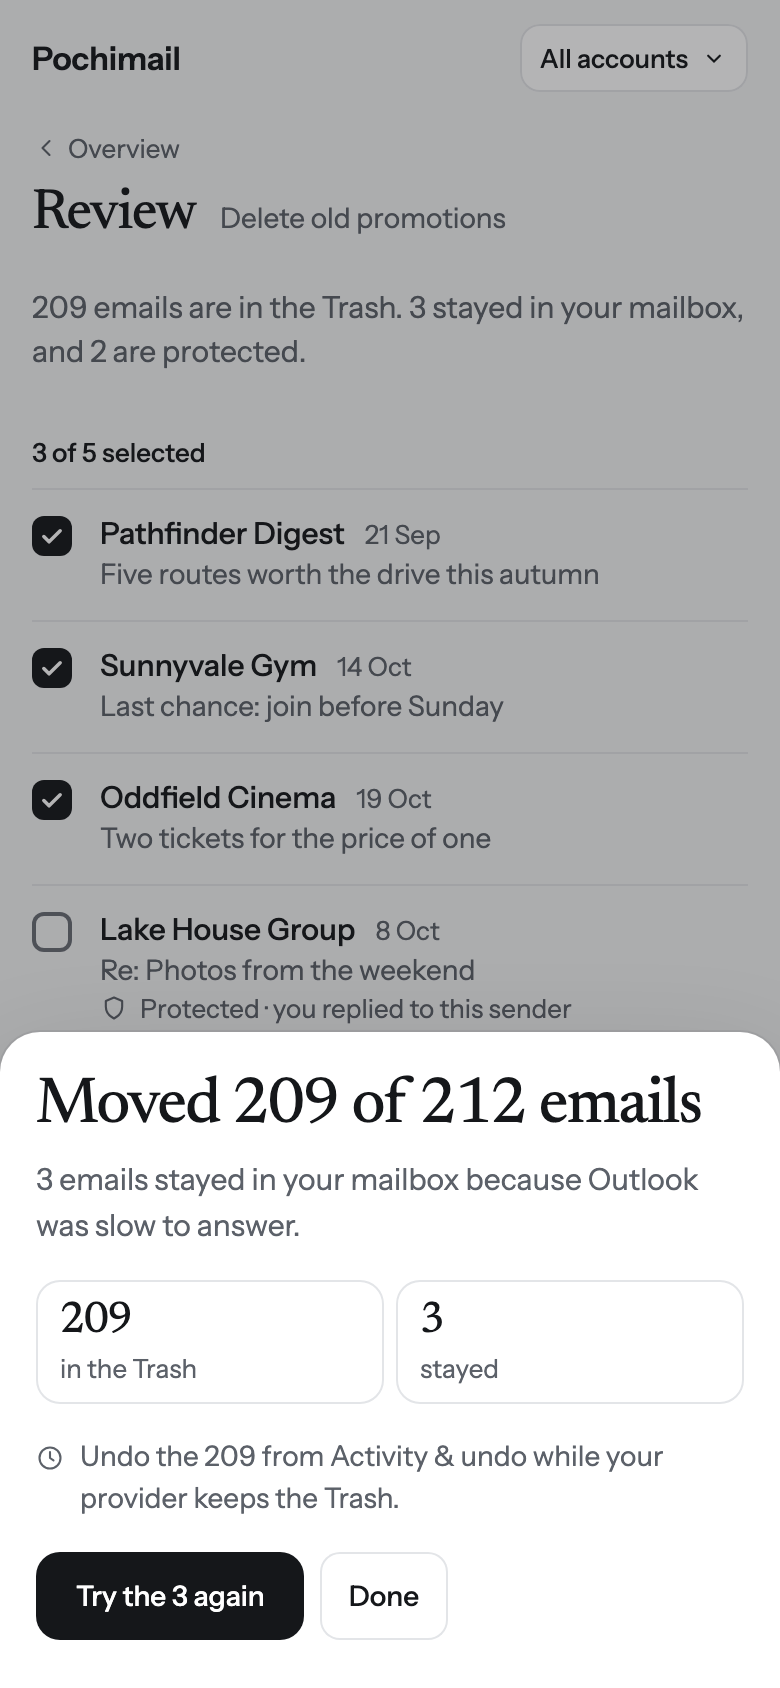 Pochimail
All accounts
Overview
Review Delete old promotions
209 emails are in the Trash. 3 stayed in your mailbox,
and 2 are protected.
3 of 5 selected
Pathfinder Digest 21 Sep
Five routes worth the drive this autumn
Sunnyvale Gym 14 Oct
Last chance: join before Sunday
Oddfield Cinema 19 Oct
Two tickets for the price of one
Lake House Group 8 Oct
Re: Photos from the weekend
Protected · you replied to this sender
Moved 209 of 212 emails
3 emails stayed in your mailbox because Outlook
was slow to answer.
209
in the Trash
3
stayed
Undo the 209 from Activity & undo while your
provider keeps the Trash.
Try the 3 again
Done